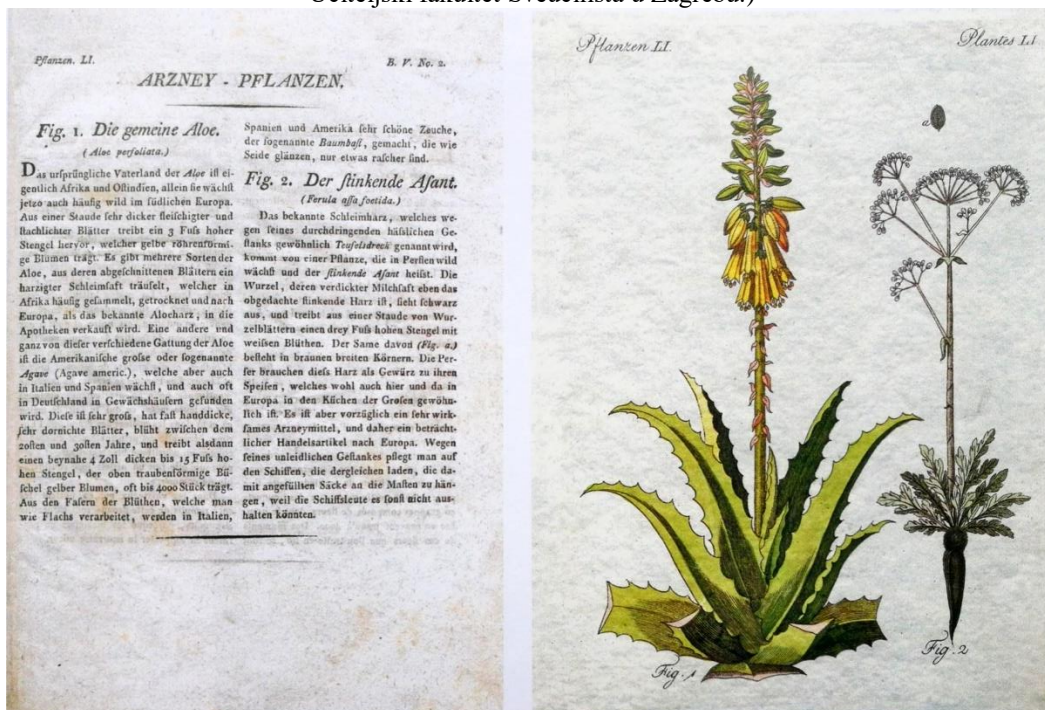 Učiteljski fakultet Sveučilišta u Zagrebu.)
Pflanzen. LI.
B. V. No. 2.
ARZNEY - PFLANZEN.
Fig. 1. Die gemeine Aloe.
(Aloe perfoliata.)
Das urſprüngliche Vaterland der Aloe iſt ei-
gentlich Afrika und Oſtindien, allein ſie wächſt
jetzo auch häufig wild im ſüdlichen Europa.
Aus einer Staude ſehr dicker fleiſchigter und
ſtachlichter Blätter treibt ein 3 Fuſs hoher
Stengel hervor, welcher gelbe röhrenförmi-
ge Blumen trägt. Es gibt mehrere Sorten der
Aloe, aus deren abgeſchnittenen Blättern ein
harzigter Schleimſaft träufelt, welcher in
Afrika häufig geſammelt, getrocknet und nach
Europa, als das bekannte Aloeharz, in die
Apotheken verkauft wird. Eine andere und
ganz von dieſer verſchiedene Gattung der Aloe
iſt die Amerikaniſche groſse oder ſogenannte
Agave (Agave americ.), welche aber auch
in Italien und Spanien wächſt, und auch oft
in Deutſchland in Gewächshäuſern gefunden
wird. Dieſe iſt ſehr groſs, hat faſt handdicke,
ſehr dornichte Blätter, blüht zwiſchen dem
20ſten und 30ſten Jahre, und treibt alsdann
einen beynahe 4 Zoll dicken bis 15 Fuſs ho-
hen Stengel, der oben traubenförmige Bü-
ſchel gelber Blumen, oft bis 4000 Stück trägt.
Aus den Faſern der Blüthen, welche man
wie Flachs verarbeitet, werden in Italien,
Spanien und Amerika ſehr ſchöne Zeuche,
der ſogenannte Baumbaſt, gemacht, die wie
Seide glänzen, nur etwas raſcher ſind.
Fig. 2. Der ſtinkende Aſant.
(Ferula aſſa foetida.)
Das bekannte Schleimharz, welches we-
gen ſeines durchdringenden häſslichen Ge-
ſtanks gewöhnlich Teufelsdreck genannt wird,
kommt von einer Pflanze, die in Perſien wild
wächſt und der ſtinkende Aſant heiſst. Die
Wurzel, deren verdickter Milchſaft eben das
obgedachte ſtinkende Harz iſt, ſieht ſchwarz
aus, und treibt aus einer Staude von Wur-
zelblättern einen drey Fuſs hohen Stengel mit
weiſsen Blüthen. Der Same davon (Fig. a.)
beſteht in braunen breiten Körnern. Die Per-
ſer brauchen dieſs Harz als Gewürz zu ihren
Speiſen, welches wohl auch hier und da in
Europa in den Küchen der Groſen gewöhn-
lich iſt. Es iſt aber vorzüglich ein ſehr wirk-
ſames Arzneymittel, und daher ein beträcht-
licher Handelsartikel nach Europa. Wegen
ſeines unleidlichen Geſtankes pflegt man auf
den Schiffen, die dergleichen laden, die da-
mit angefüllten Säcke an die Maſten zu hän-
gen, weil die Schiffsleute es ſonſt nicht aus-
halten könnten.
Pflanzen LI.
Plantes LI
a
Fig. 1
Fig. 2